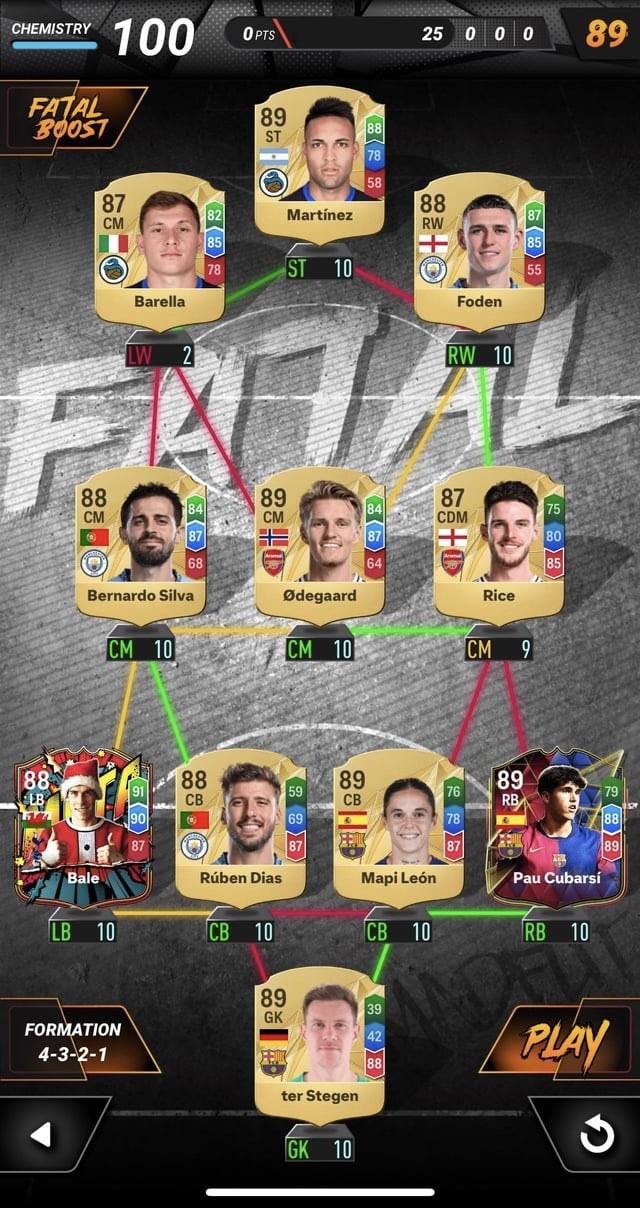 CHEMISTRY 100 0 PTS 25 0 0 0 89
FATAL
BOOST
89
ST
88
78
58
Martínez
ST 10
87
CM
82
85
78
Barella
LW 2
88
RW
87
85
55
Foden
RW 10
FATAL
88
CM
84
87
68
Bernardo Silva
CM 10
89
CM
84
87
64
Arsenal
Ødegaard
CM 10
87
CDM
75
80
85
Arsenal
Rice
CM 9
88
LB
91
90
87
Bale
LB 10
88
CB
59
69
87
Rúben Dias
CB 10
89
CB
76
78
87
Mapi León
CB 10
89
RB
79
88
89
Pau Cubarsí
RB 10
89
GK
39
42
88
ter Stegen
GK 10
FORMATION
4-3-2-1
MADFUT
PLAY